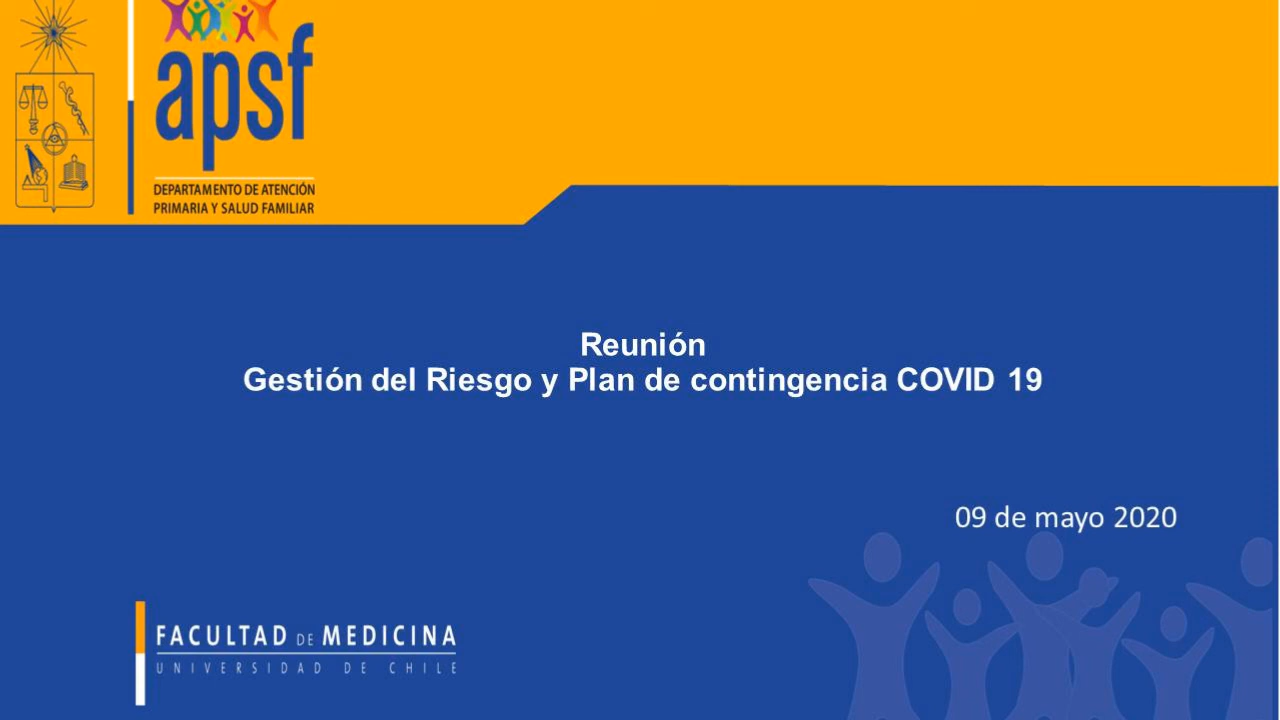 apsf
DEPARTAMENTO DE ATENCIÓN
PRIMARIA Y SALUD FAMILIAR
Reunión
Gestión del Riesgo y Plan de contingencia COVID 19
09 de mayo 2020
FACULTAD DE MEDICINA
UNIVERSIDAD DE CHILE